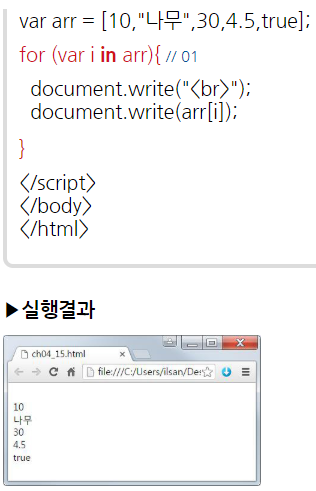 var arr = [10,"나무",30,4.5,true];
for (var i in arr){ // 01
document.write("<br>");
document.write(arr[i]);
}
</script>
</body>
</html>
▶실행결과
ch04_15.html
file:///C:/Users/ilsan/De
10
나무
30
4.5
true